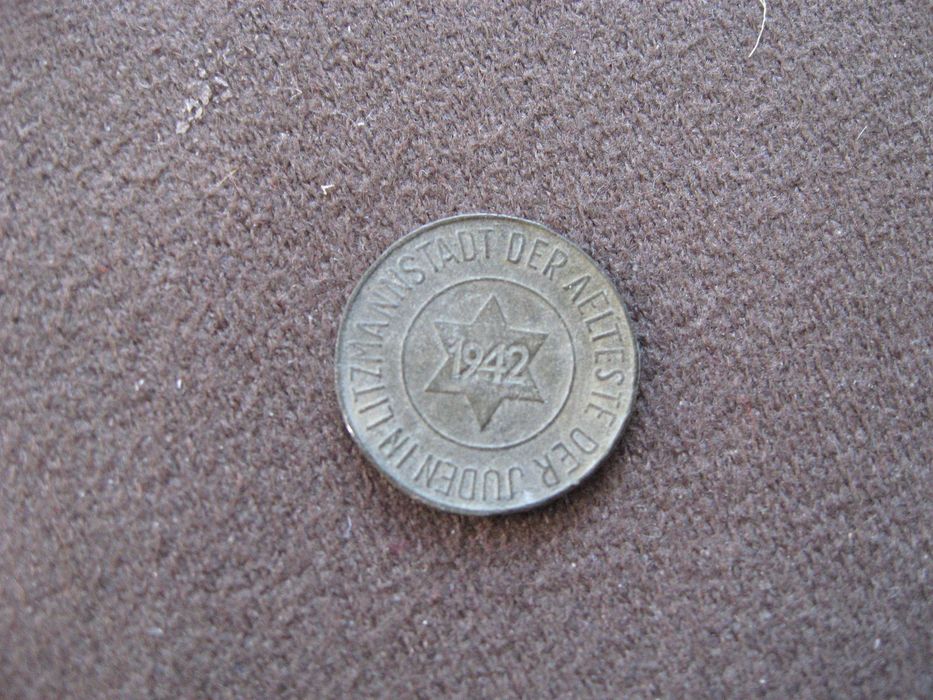 DER AELTESTE DER JUDEN IN LITZMANNSTADT
1942